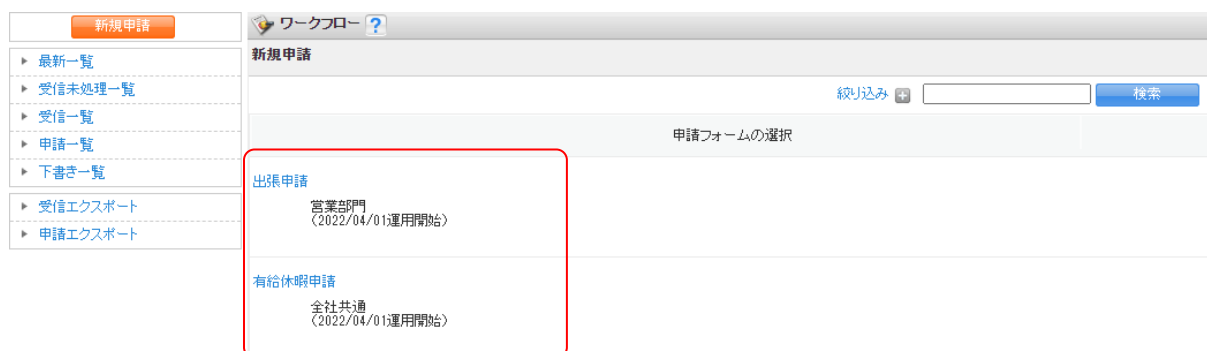 新規申請
最新一覧
受信未処理一覧
受信一覧
申請一覧
下書き一覧
受信エクスポート
申請エクスポート
ワークフロー ?
新規申請
絞り込み + 検索
申請フォームの選択
出張申請
営業部門
(2022/04/01運用開始)
有給休暇申請
全社共通
(2022/04/01運用開始)